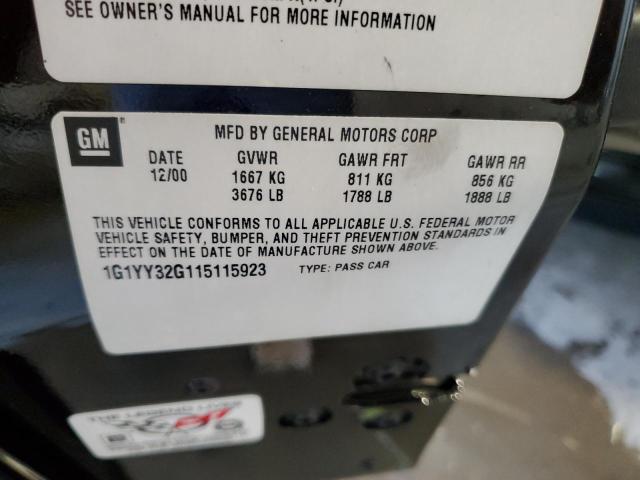 SEE OWNER'S MANUAL FOR MORE INFORMATION
GM
MFD BY GENERAL MOTORS CORP
DATE GVWR GAWR FRT GAWR RR
12/00 1667 KG 811 KG 856 KG
3676 LB 1788 LB 1888 LB
THIS VEHICLE CONFORMS TO ALL APPLICABLE U.S. FEDERAL MOTOR
VEHICLE SAFETY, BUMPER, AND THEFT PREVENTION STANDARDS IN
EFFECT ON THE DATE OF MANUFACTURE SHOWN ABOVE.
1G1YY32G115115923 TYPE: PASS CAR
THE LEGEND LIVES